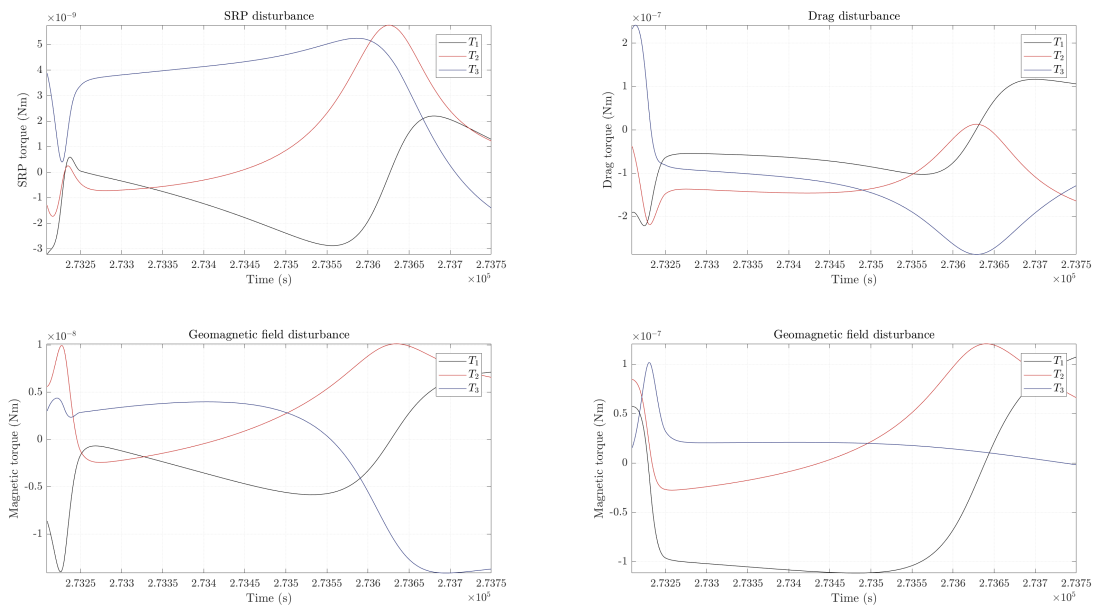 SRP disturbance
×10⁻⁹
5
4
3
2
1
0
-1
-2
-3
SRP torque (Nm)
T₁
T₂
T₃
2.7325 2.733 2.7335 2.734 2.7345 2.735 2.7355 2.736 2.7365 2.737 2.7375
Time (s)
×10⁵
Drag disturbance
×10⁻⁷
2
1
0
-1
-2
Drag torque (Nm)
T₁
T₂
T₃
2.7325 2.733 2.7335 2.734 2.7345 2.735 2.7355 2.736 2.7365 2.737 2.7375
Time (s)
×10⁵
Geomagnetic field disturbance
×10⁻⁸
1
0.5
0
-0.5
-1
Magnetic torque (Nm)
T₁
T₂
T₃
2.7325 2.733 2.7335 2.734 2.7345 2.735 2.7355 2.736 2.7365 2.737 2.7375
Time (s)
×10⁵
Geomagnetic field disturbance
×10⁻⁷
1
0.5
0
-0.5
-1
Magnetic torque (Nm)
T₁
T₂
T₃
2.7325 2.733 2.7335 2.734 2.7345 2.735 2.7355 2.736 2.7365 2.737 2.7375
Time (s)
×10⁵